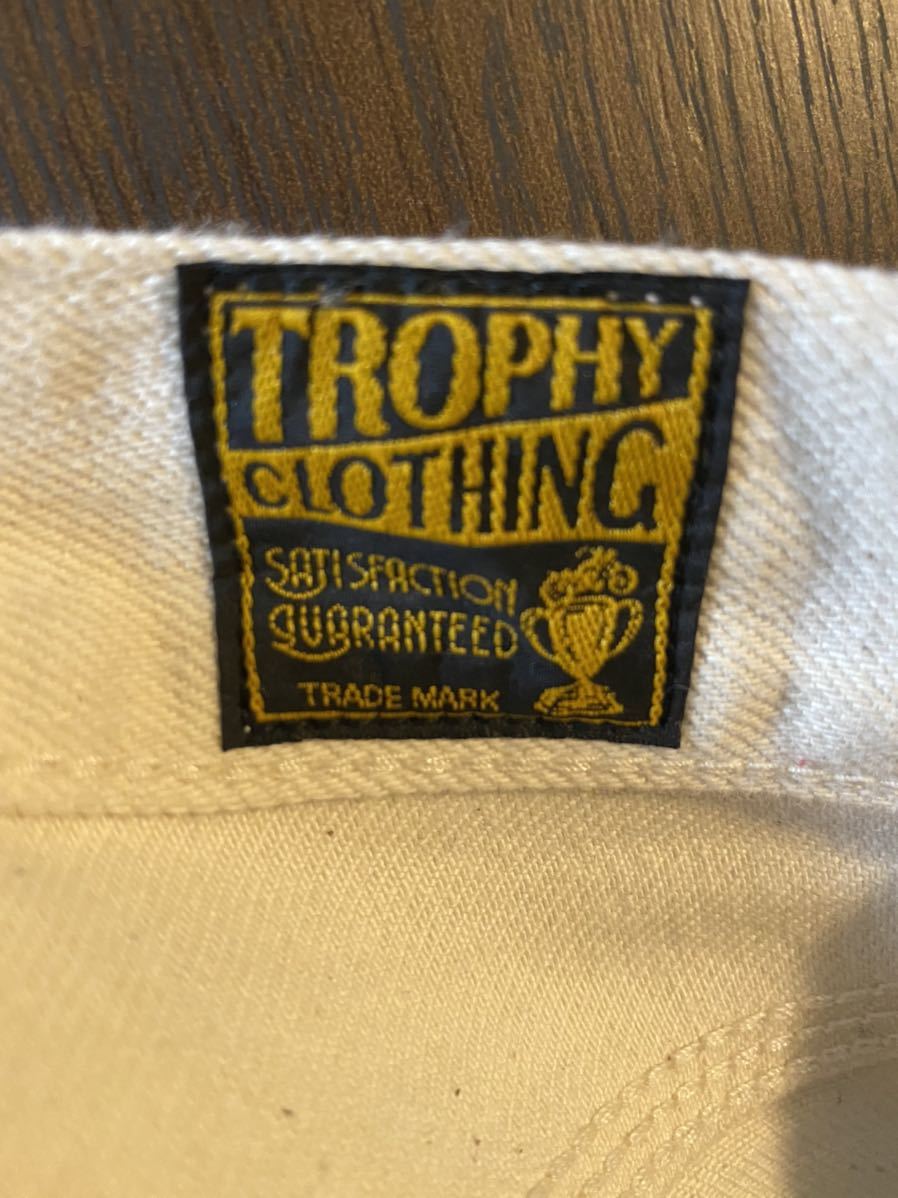 TROPHY
CLOTHING
SATISFACTION
GUARANTEED
TRADE MARK